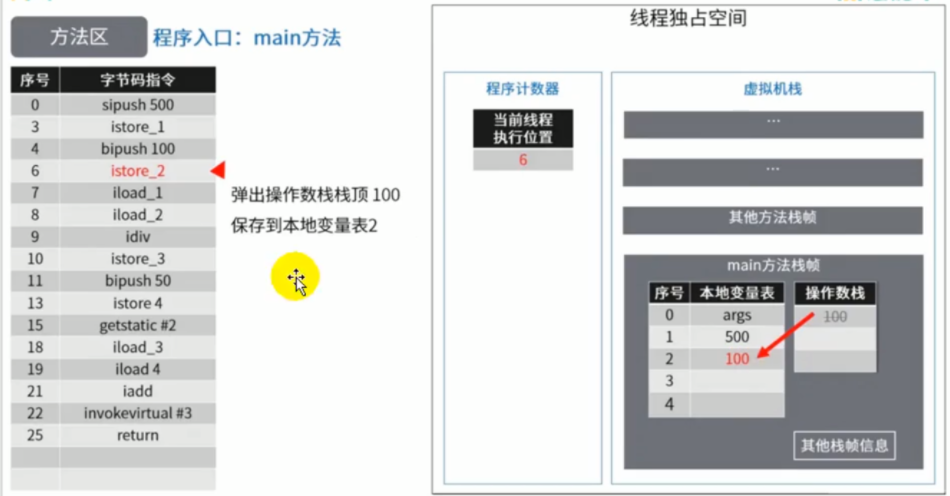 方法区 程序入口：main方法
序号 字节码指令
0 sipush 500
3 istore_1
4 bipush 100
6 istore_2
7 iload_1
8 iload_2
9 idiv
10 istore_3
11 bipush 50
13 istore 4
15 getstatic #2
18 iload_3
19 iload 4
21 iadd
22 invokevirtual #3
25 return
弹出操作数栈栈顶 100
保存到本地变量表2
线程独占空间
程序计数器
当前线程
执行位置
6
虚拟机栈
...
...
其他方法栈帧
main方法栈帧
序号 本地变量表 操作数栈
0 args 100
1 500
2 100
3
4
其他栈帧信息